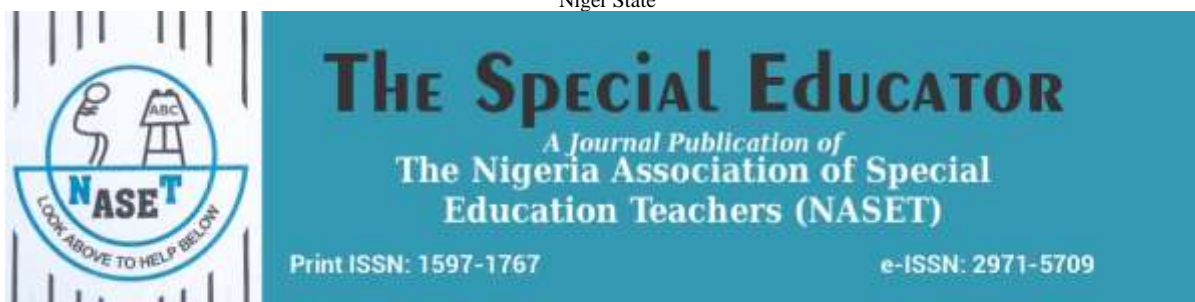 Niger State
The Special Educator
A Journal Publication of
The Nigeria Association of Special
Education Teachers (NASET)
Print ISSN: 1597-1767
e-ISSN: 2971-5709
ABC
NASET
LOOK ABOVE TO HELP BELOW